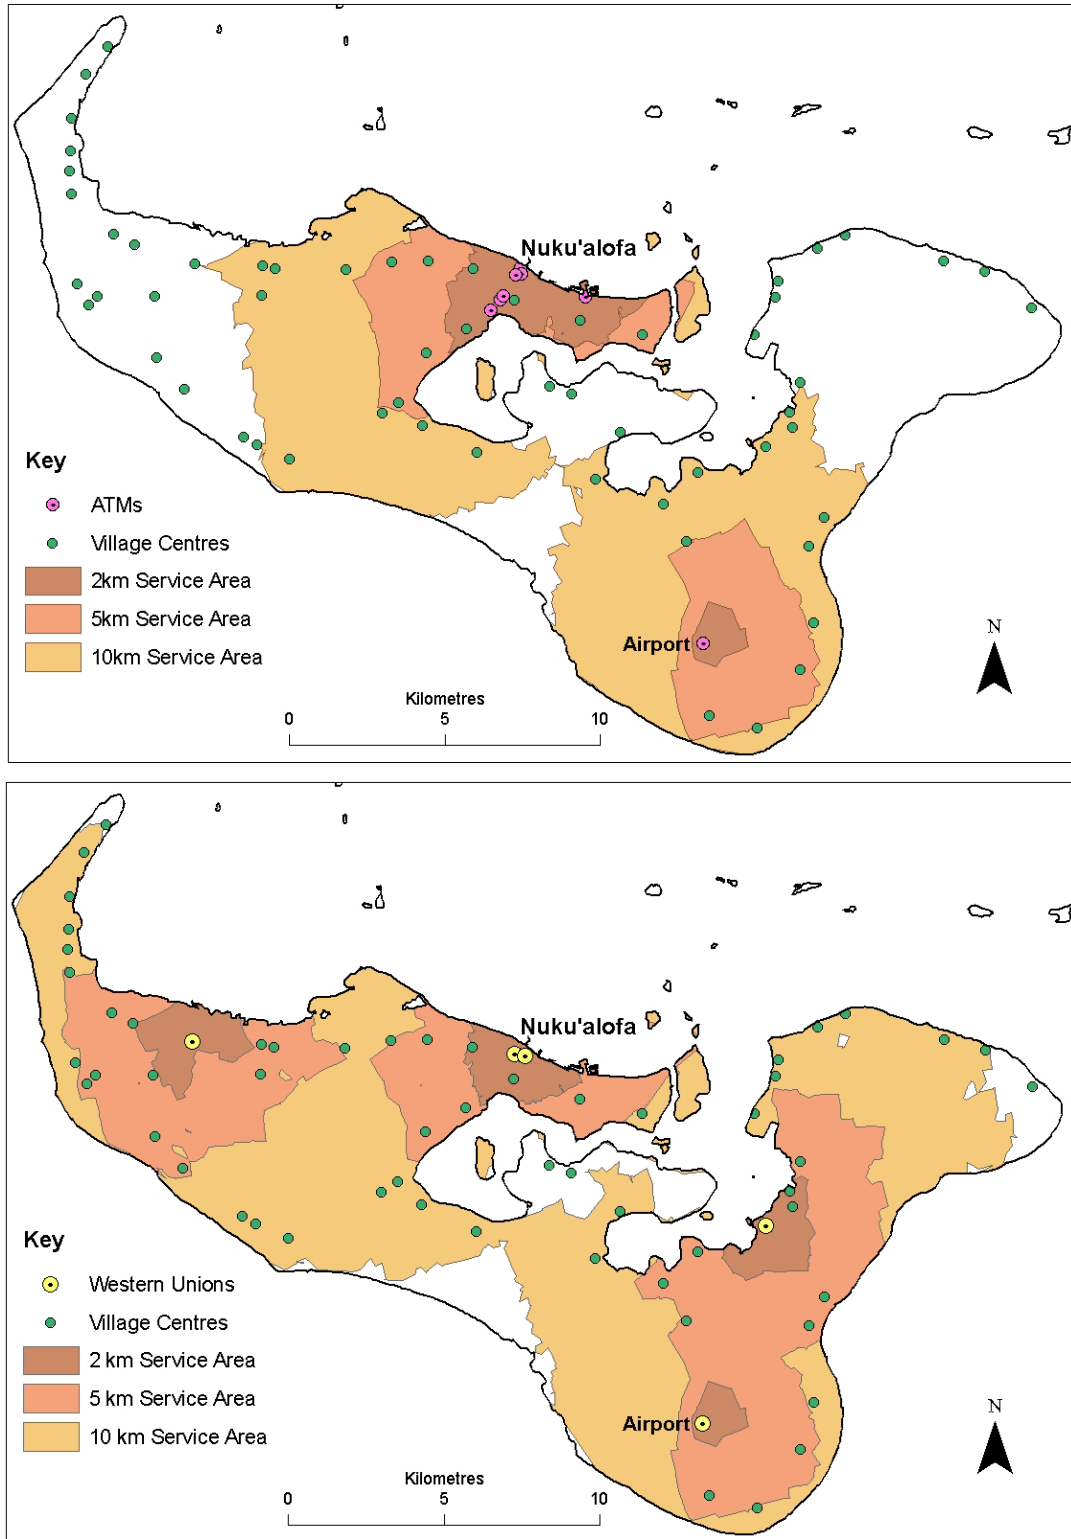 Nuku'alofa
Key
ATMs
Village Centres
2km Service Area
5km Service Area
10km Service Area
Airport
N
Kilometres
0 5 10
Nuku'alofa
Key
Western Unions
Village Centres
2 km Service Area
5 km Service Area
10 km Service Area
Airport
N
Kilometres
0 5 10